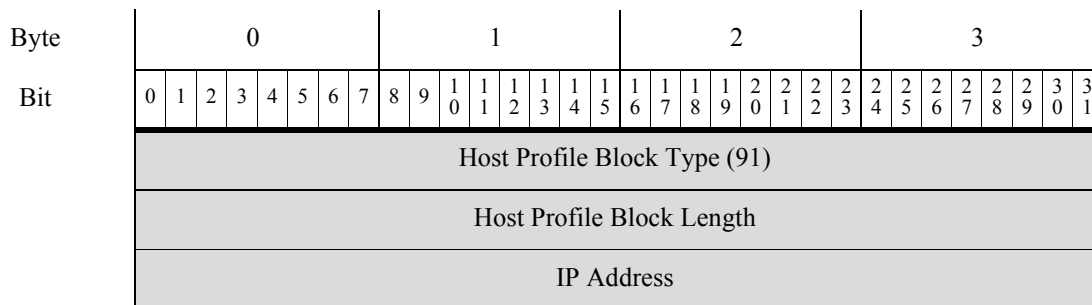 Byte 0 1 2 3
Bit 0 1 2 3 4 5 6 7 8 9 10 11 12 13 14 15 16 17 18 19 20 21 22 23 24 25 26 27 28 29 30 31
Host Profile Block Type (91)
Host Profile Block Length
IP Address